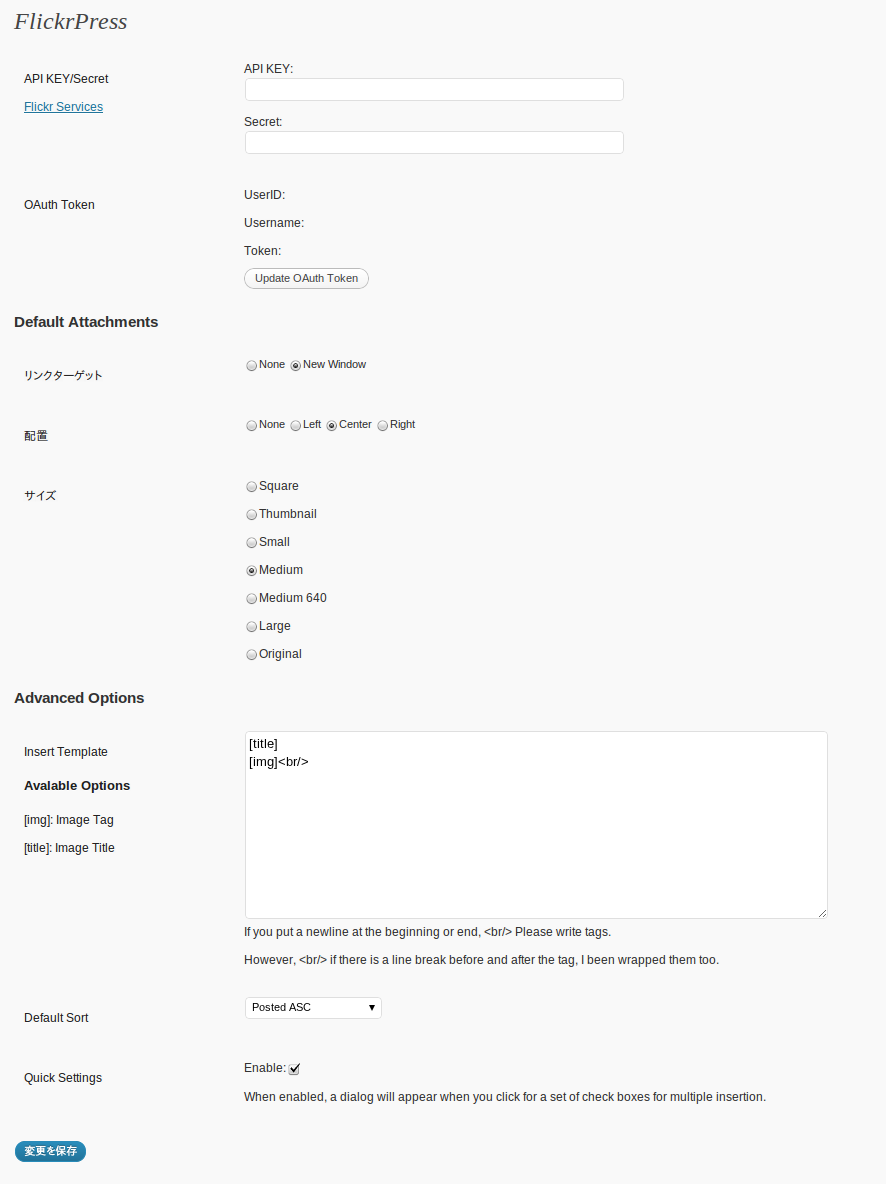 FlickrPress
API KEY/Secret
Flickr Services
API KEY:
Secret:
OAuth Token
UserID:
Username:
Token:
Update OAuth Token
Default Attachments
リンクターゲット
None New Window
配置
None Left Center Right
サイズ
Square
Thumbnail
Small
Medium
Medium 640
Large
Original
Advanced Options
Insert Template
Avalable Options
[img]: Image Tag
[title]: Image Title
[title]
[img]<br/>
If you put a newline at the beginning or end, <br/> Please write tags.
However, <br/> if there is a line break before and after the tag, I been wrapped them too.
Default Sort
Posted ASC
Quick Settings
Enable:
When enabled, a dialog will appear when you click for a set of check boxes for multiple insertion.
変更を保存